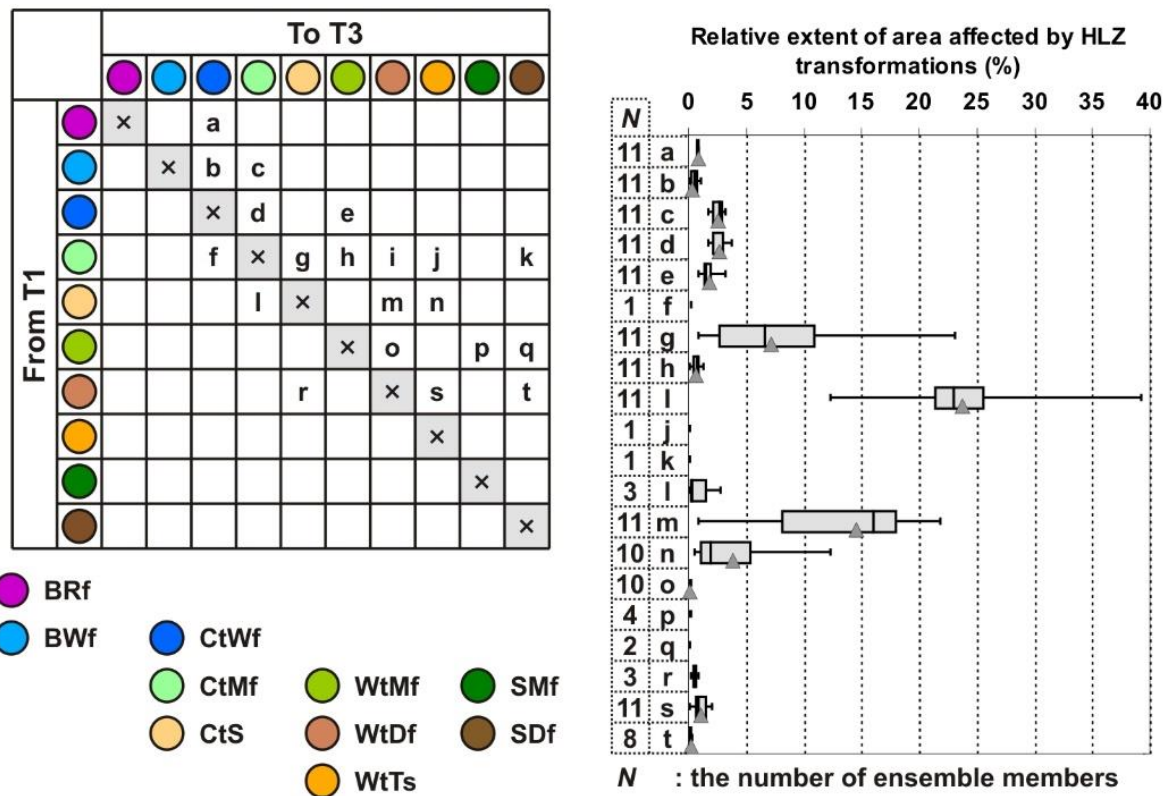 To T3
From T1
× a
× b c
× d e
f × g h i j k
l × m n
× o p q
r × s t
×
×
×
BRf
BWf CtWf
CtMf WtMf SMf
CtS WtDf SDf
WtTs
Relative extent of area affected by HLZ
transformations (%)
N 0 5 10 15 20 25 30 35 40
11 a
11 b
11 c
11 d
11 e
1 f
11 g
11 h
11 I
1 j
1 k
3 l
11 m
10 n
10 o
4 p
2 q
3 r
11 s
8 t
N : the number of ensemble members